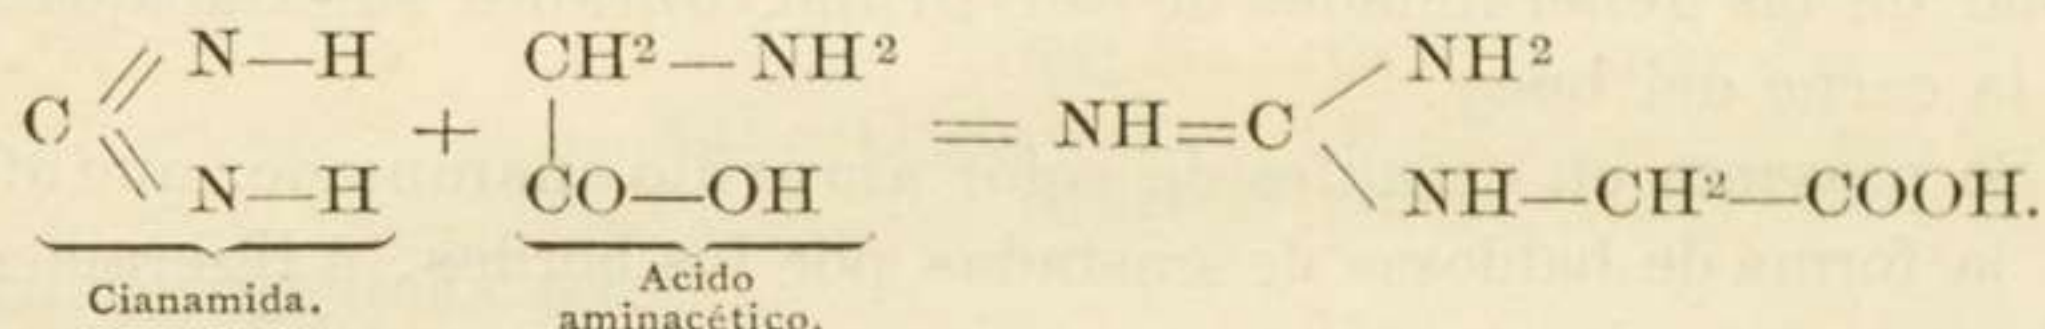 N—H CH²—NH² NH²
C + = NH=C
N—H CO—OH NH—CH²—COOH.
Cianamida. Acido
aminacético.